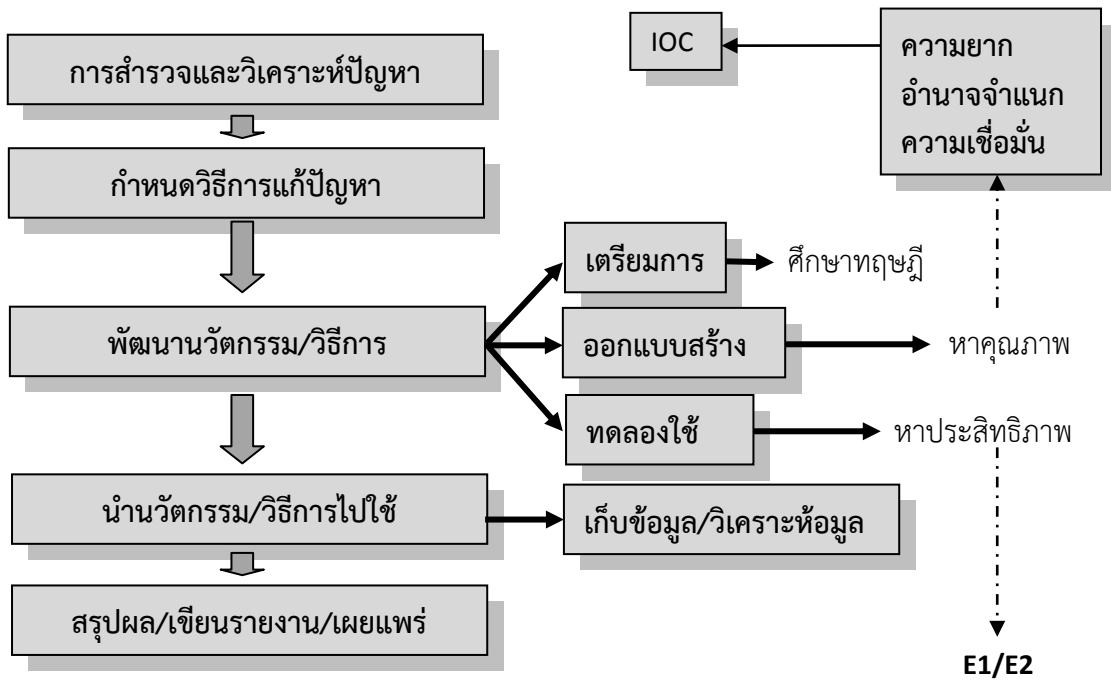 การสำรวจและวิเคราะห์ปัญหา
กำหนดวิธีการแก้ปัญหา
พัฒนานวัตกรรม/วิธีการ
นำนวัตกรรม/วิธีการไปใช้
สรุปผล/เขียนรายงาน/เผยแพร่
เตรียมการ
ศึกษาทฤษฎี
ออกแบบสร้าง
หาคุณภาพ
ทดลองใช้
หาประสิทธิภาพ
เก็บข้อมูล/วิเคราะห้อมูล
IOC
ความยาก
อำนาจจำแนก
ความเชื่อมั่น
E1/E2